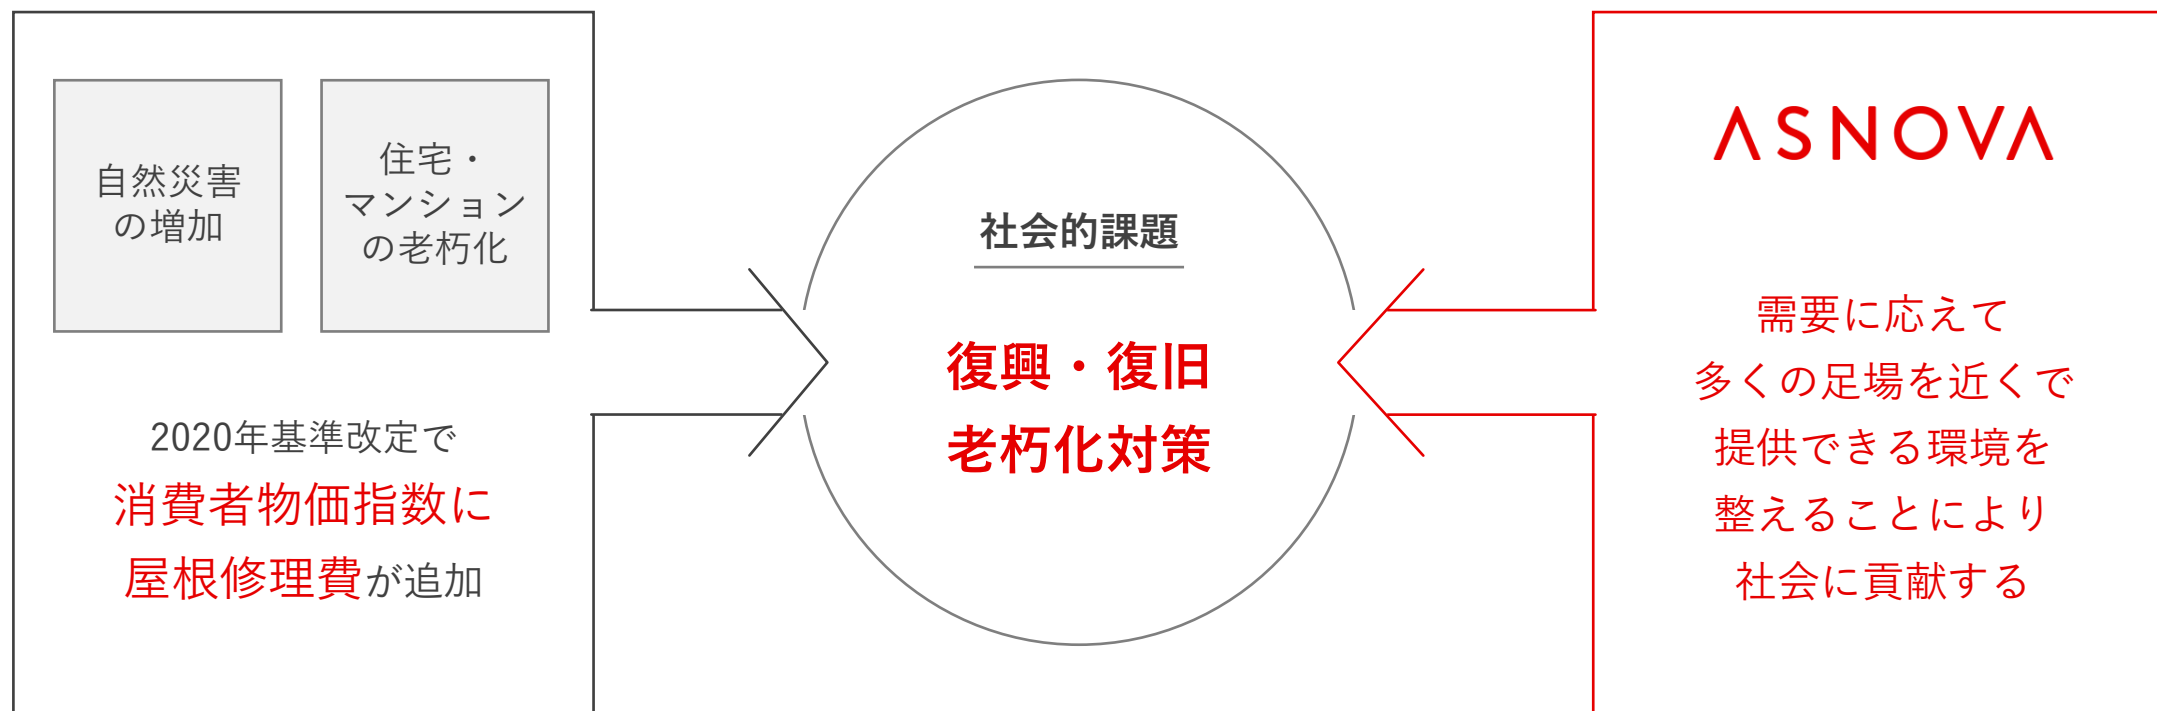 自然災害
の増加
住宅・
マンション
の老朽化
2020年基準改定で
消費者物価指数に
屋根修理費が追加
社会的課題
復興・復旧
老朽化対策
ASNOVA
需要に応えて
多くの足場を近くで
提供できる環境を
整えることにより
社会に貢献する